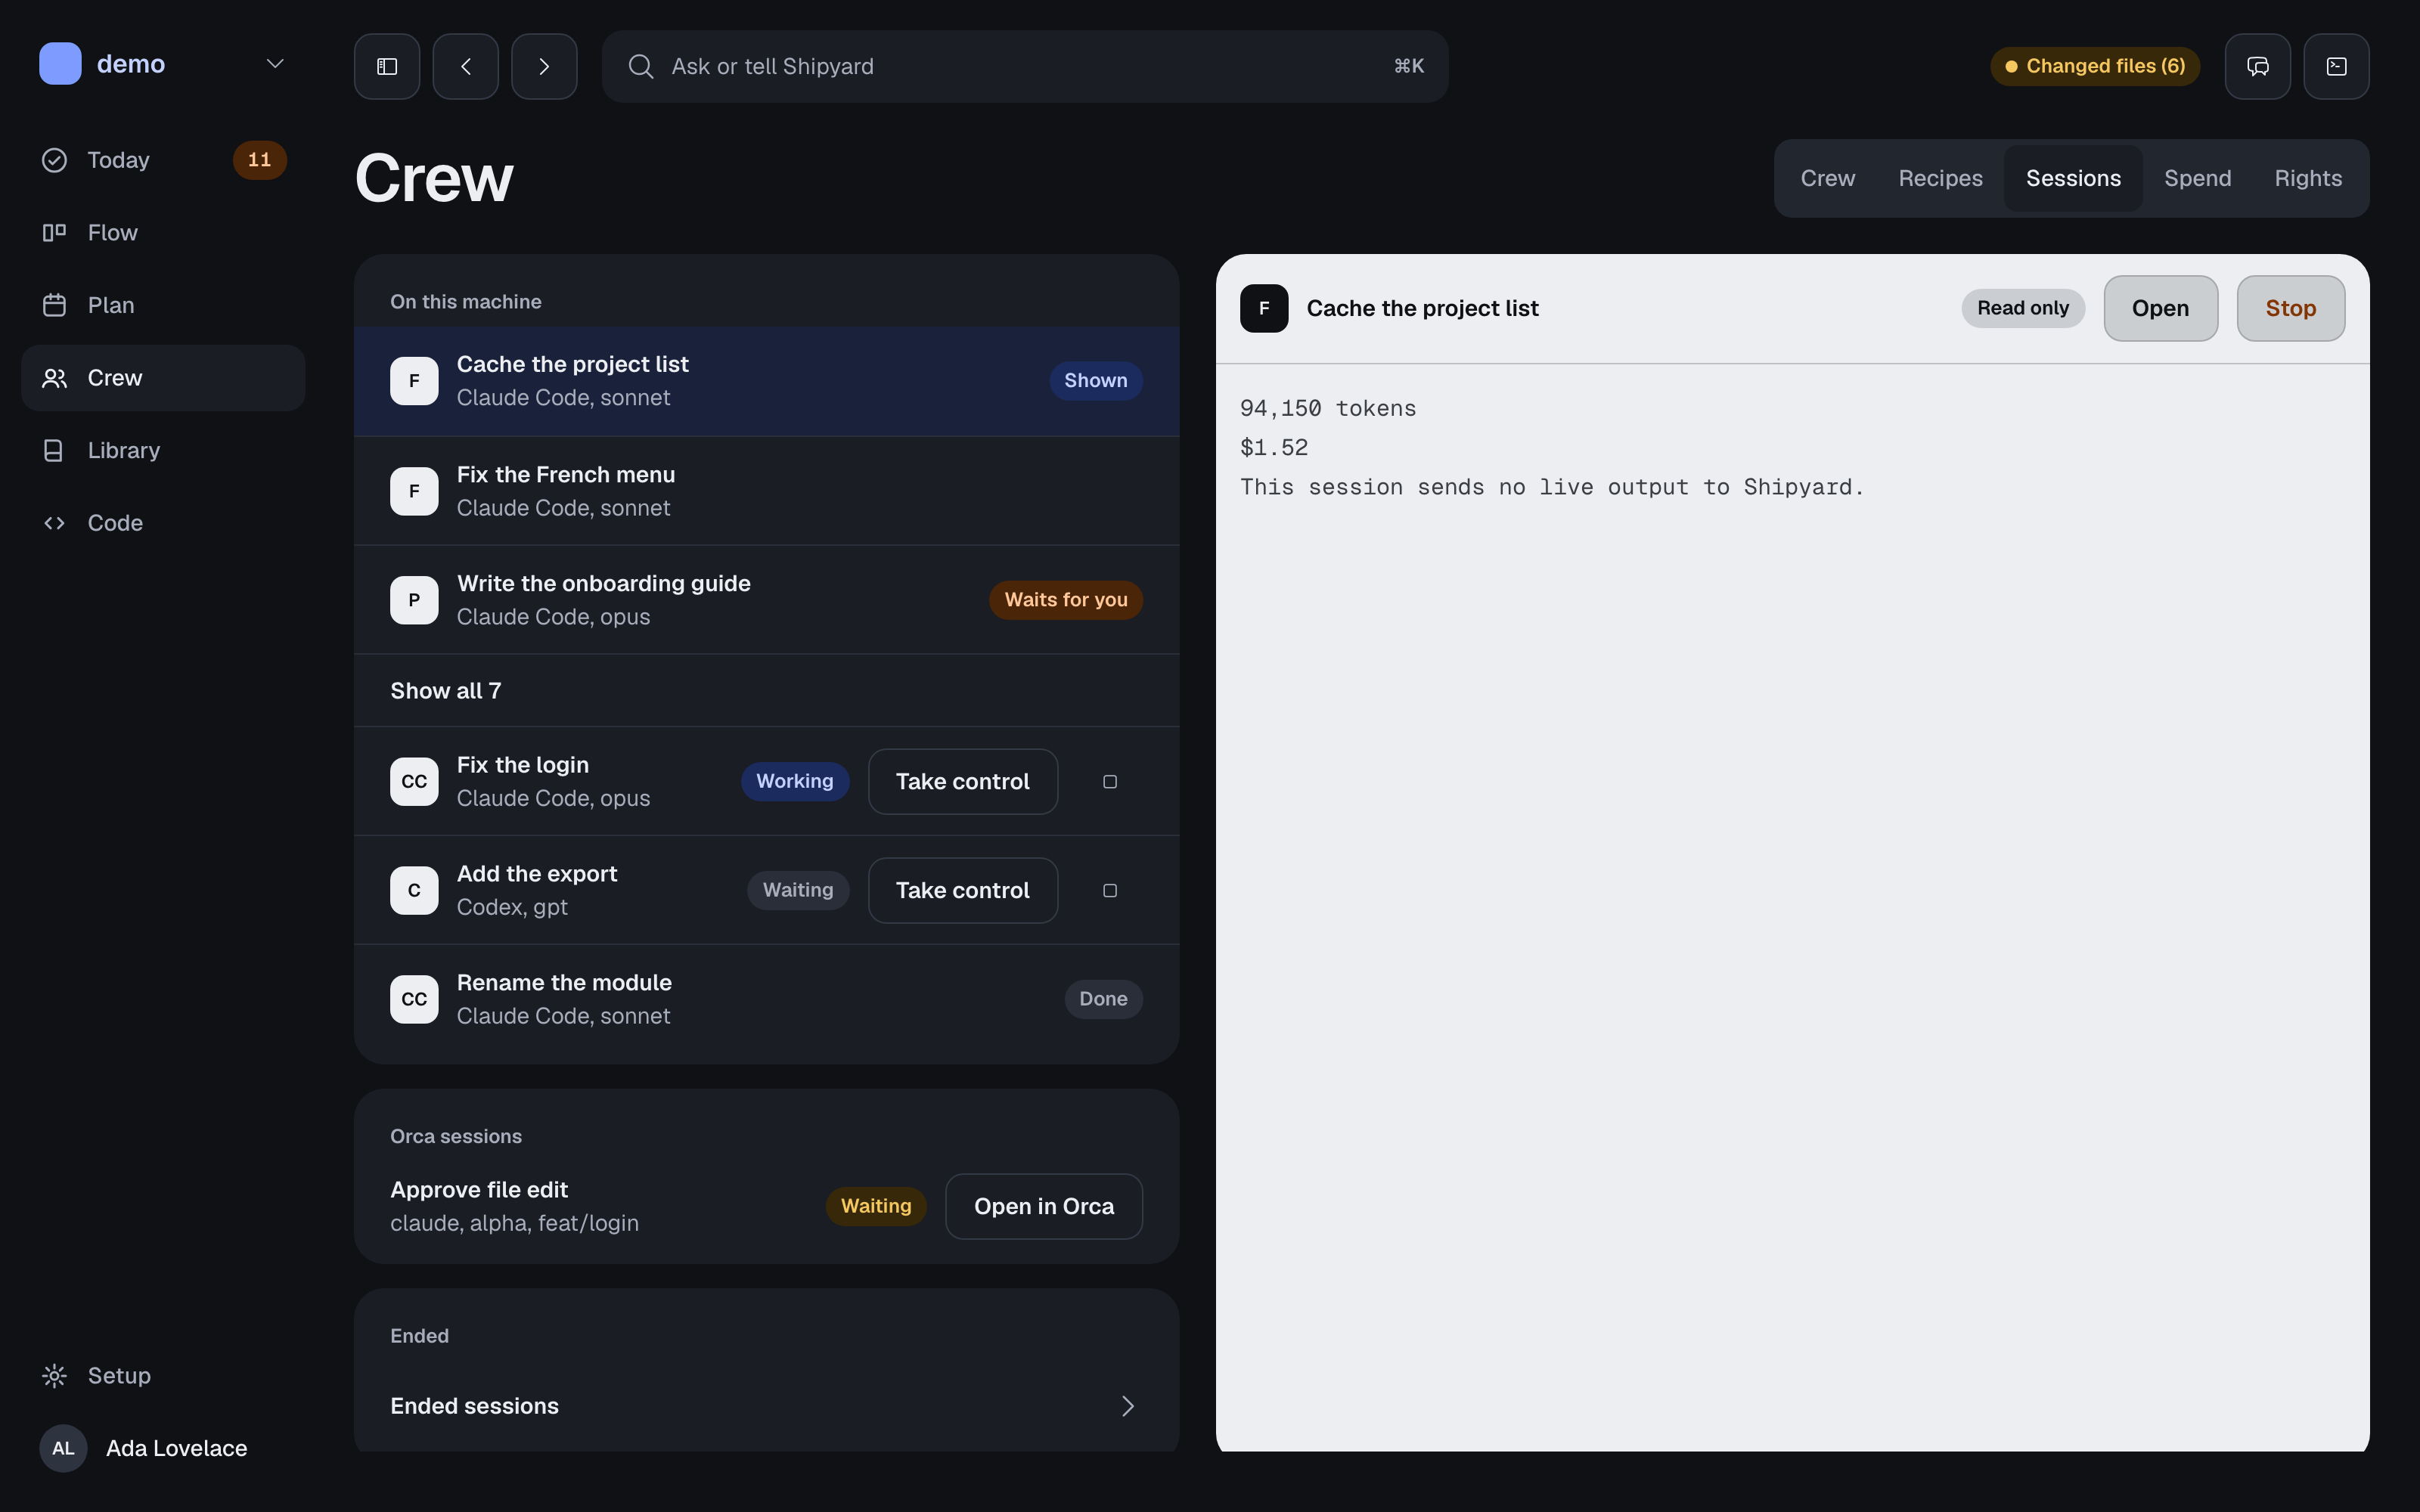 demo
Ask or tell Shipyard
⌘K
Changed files (6)
Today
11
Flow
Plan
Crew
Library
Code
Setup
AL
Ada Lovelace
Crew
Crew
Recipes
Sessions
Spend
Rights
On this machine
F
Cache the project list
Claude Code, sonnet
Shown
F
Fix the French menu
Claude Code, sonnet
P
Write the onboarding guide
Claude Code, opus
Waits for you
Show all 7
CC
Fix the login
Claude Code, opus
Working
Take control
C
Add the export
Codex, gpt
Waiting
Take control
CC
Rename the module
Claude Code, sonnet
Done
Orca sessions
Approve file edit
claude, alpha, feat/login
Waiting
Open in Orca
Ended
Ended sessions
F
Cache the project list
Read only
Open
Stop
94,150 tokens
$1.52
This session sends no live output to Shipyard.